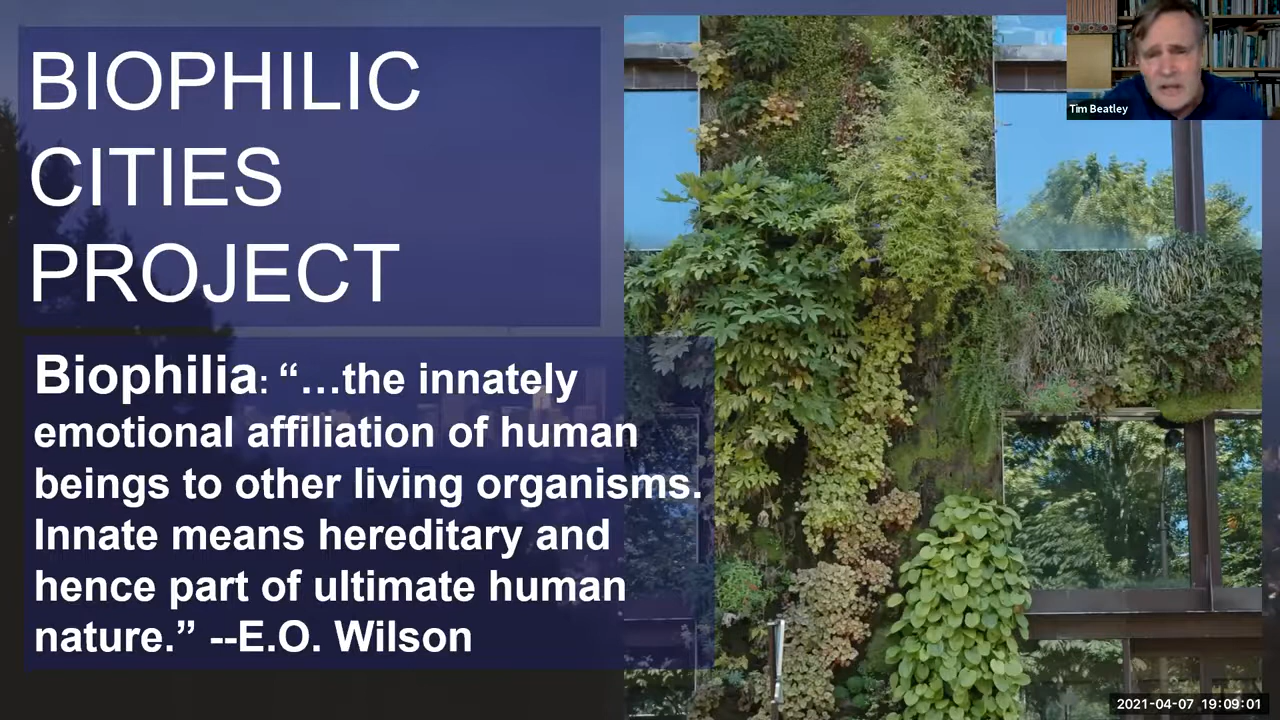 BIOPHILIC
CITIES
PROJECT
Biophilia: “…the innately
emotional affiliation of human
beings to other living organisms.
Innate means hereditary and
hence part of ultimate human
nature.” --E.O. Wilson
Tim Beatley
2021-04-07 19:09:01